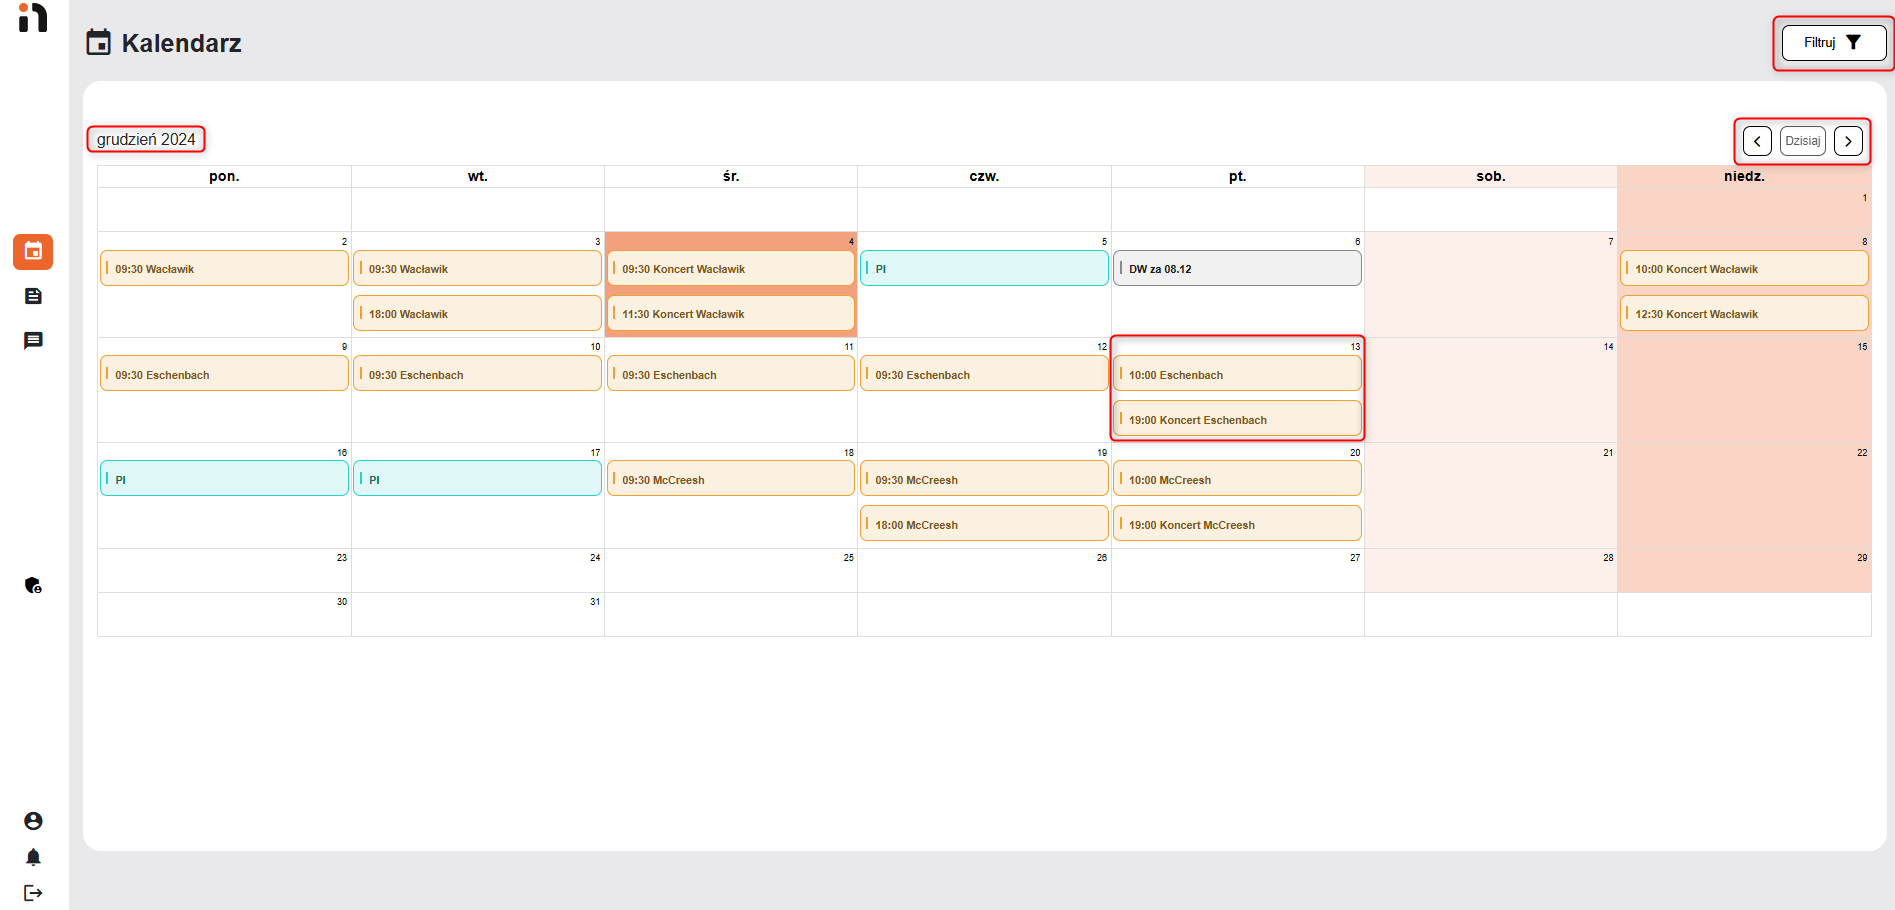 in
Kalendarz
Filtruj
grudzień 2024
Dzisiaj
pon. wt. śr. czw. pt. sob. niedz.
1
2 3 4 5 6 7 8
09:30 Wacławik 09:30 Wacławik 09:30 Koncert Wacławik PI DW za 08.12 10:00 Koncert Wacławik
18:00 Wacławik 11:30 Koncert Wacławik 12:30 Koncert Wacławik
9 10 11 12 13 14 15
09:30 Eschenbach 09:30 Eschenbach 09:30 Eschenbach 09:30 Eschenbach 10:00 Eschenbach
19:00 Koncert Eschenbach
16 17 18 19 20 21 22
PI PI 09:30 McCreesh 09:30 McCreesh 10:00 McCreesh
18:00 McCreesh 19:00 Koncert McCreesh
23 24 25 26 27 28 29
30 31